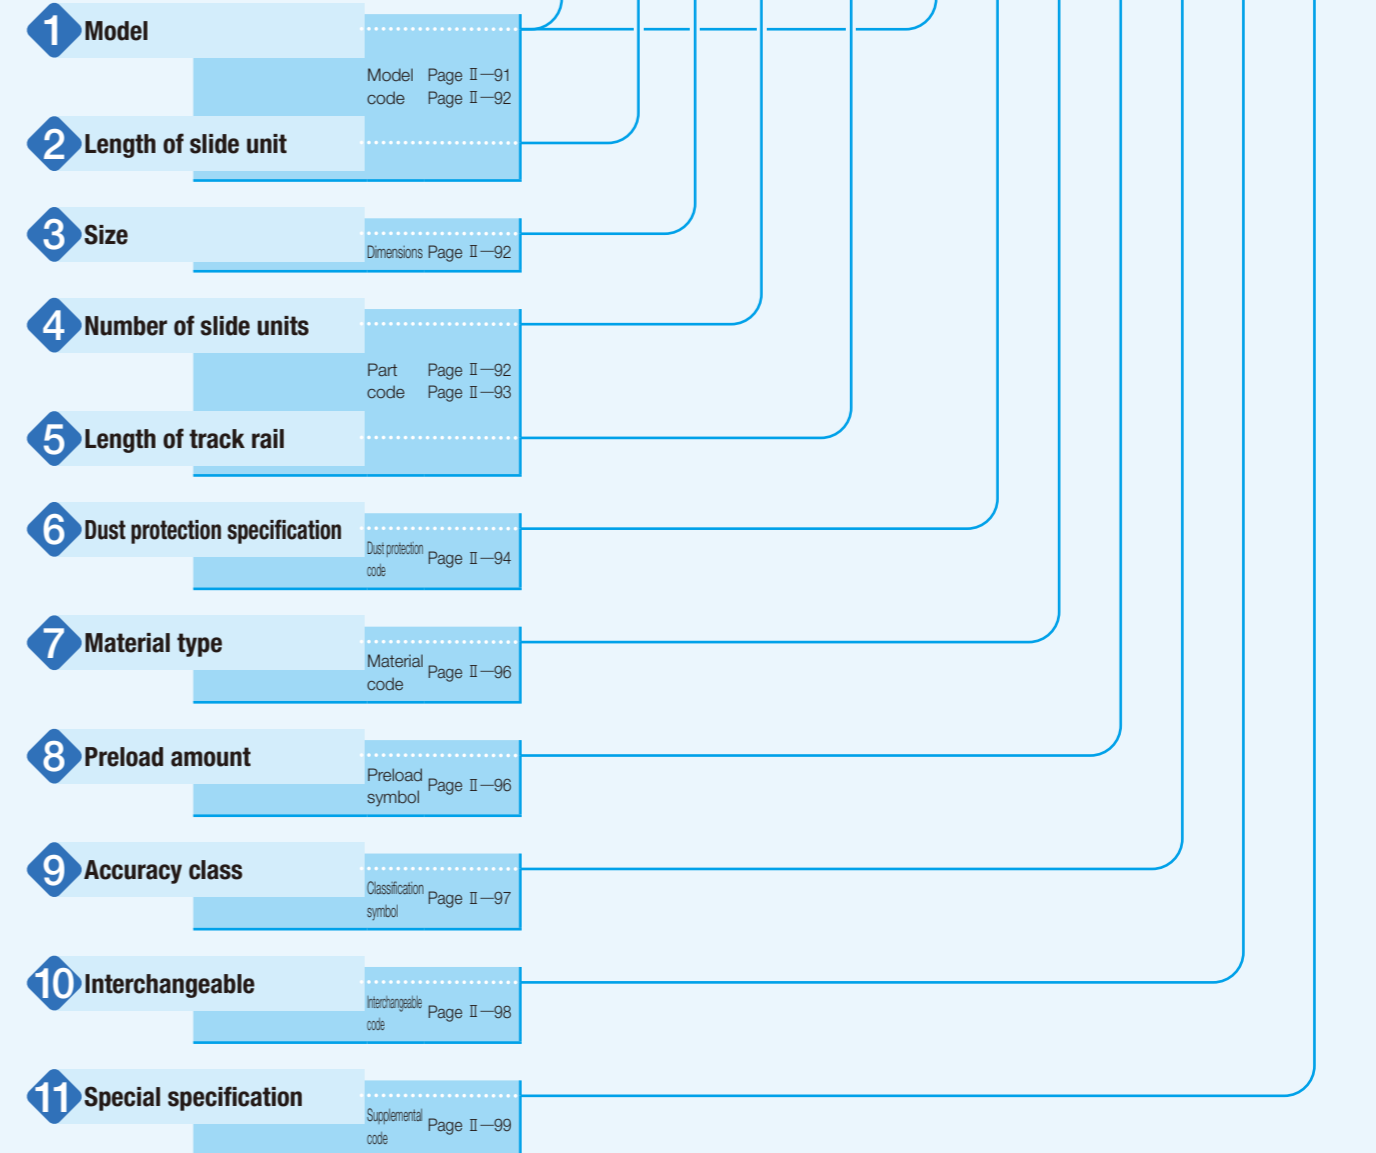 1 Model
Model Page Ⅱ—91
code Page Ⅱ—92
2 Length of slide unit
3 Size
Dimensions Page Ⅱ—92
4 Number of slide units
Part Page Ⅱ—92
code Page Ⅱ—93
5 Length of track rail
6 Dust protection specification
Dust protection
code
Page Ⅱ—94
7 Material type
Material
code
Page Ⅱ—96
8 Preload amount
Preload
symbol
Page Ⅱ—96
9 Accuracy class
Classification
symbol
Page Ⅱ—97
10 Interchangeable
Interchangeable
code
Page Ⅱ—98
11 Special specification
Supplemental
code
Page Ⅱ—99